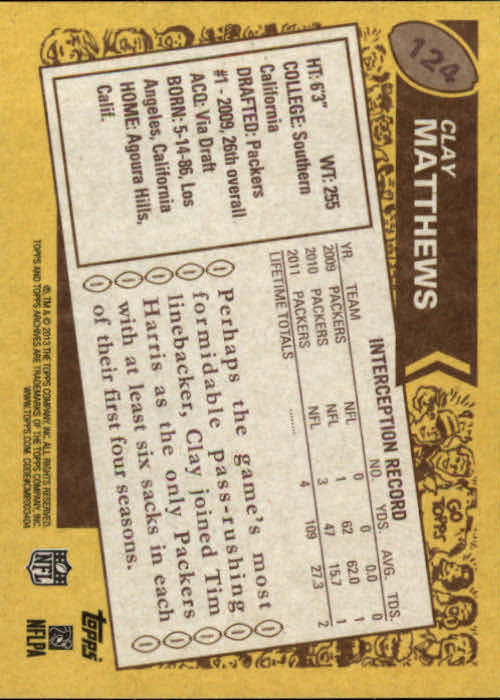 124
CLAY
MATTHEWS
HT: 6'3" WT: 255
COLLEGE: Southern
California
DRAFTED: Packers
#1 - 2009, 26th overall
ACQ: Via Draft
BORN: 5-14-86, Los
Angeles, California
HOME: Agoura Hills,
Calif.
INTERCEPTION RECORD
YR. TEAM NO. YDS. AVG. TDS.
2009 PACKERS NFL 0 0 0.0 0
2010 PACKERS NFL 1 62 62.0 1
2011 PACKERS NFL 3 47 15.7 1
LIFETIME TOTALS ......... 4 109 27.3 2
Perhaps the game's most
formidable pass-rushing
linebacker, Clay joined Tim
Harris as the only Packers
with at least six sacks in each
of their first four seasons.
GO
TOPPS
®, TM & © 2013 THE TOPPS COMPANY, INC. ALL RIGHTS RESERVED.
TOPPS AND TOPPS ARCHIVES ARE TRADEMARKS OF THE TOPPS COMPANY, INC.
WWW.TOPPS.COM. CODE#CMP003404
NFL
NFLPA
topps